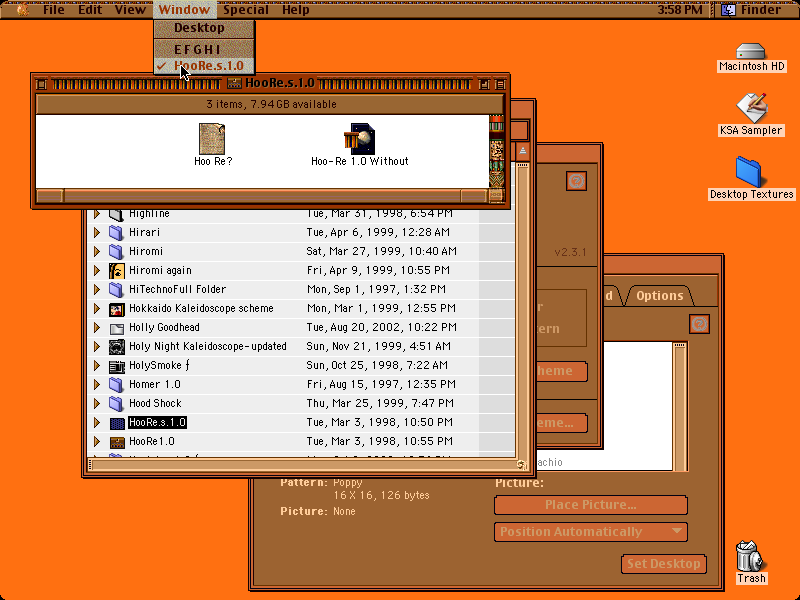 File Edit View Window Special Help 3:58 PM Finder
Desktop
E F G H I
HooRe.s.1.0
HooRe.s.1.0
3 items, 7.94GB available
Hoo Re?
Hoo-Re 1.0 Without
Macintosh HD
KSA Sampler
Desktop Textures
Highline Tue, Mar 31, 1998, 6:54 PM
Hirari Tue, Apr 6, 1999, 12:28 AM
Hiromi Sat, Mar 27, 1999, 10:40 AM
Hiromi again Fri, Apr 9, 1999, 10:55 PM
HiTechnoFull Folder Mon, Sep 1, 1997, 1:32 PM
Hokkaido Kaleidoscope scheme Mon, Mar 1, 1999, 12:55 PM
Holly Goodhead Tue, Aug 20, 2002, 10:22 PM
Holy Night Kaleidoscope-updated Sun, Nov 21, 1999, 4:51 AM
HolySmoke ƒ Sun, Oct 25, 1998, 7:22 AM
Homer 1.0 Fri, Aug 15, 1997, 12:35 PM
Hood Shock Thu, Mar 25, 1999, 7:47 PM
HooRe.s.1.0 Tue, Mar 3, 1998, 10:50 PM
HooRe1.0 Tue, Mar 3, 1998, 10:55 PM
v2.3.1
r
tern
heme
eme...
d
Options
achio
Pattern: Poppy
16 X 16, 126 bytes
Picture: None
Picture:
Place Picture...
Position Automatically
Set Desktop
Trash